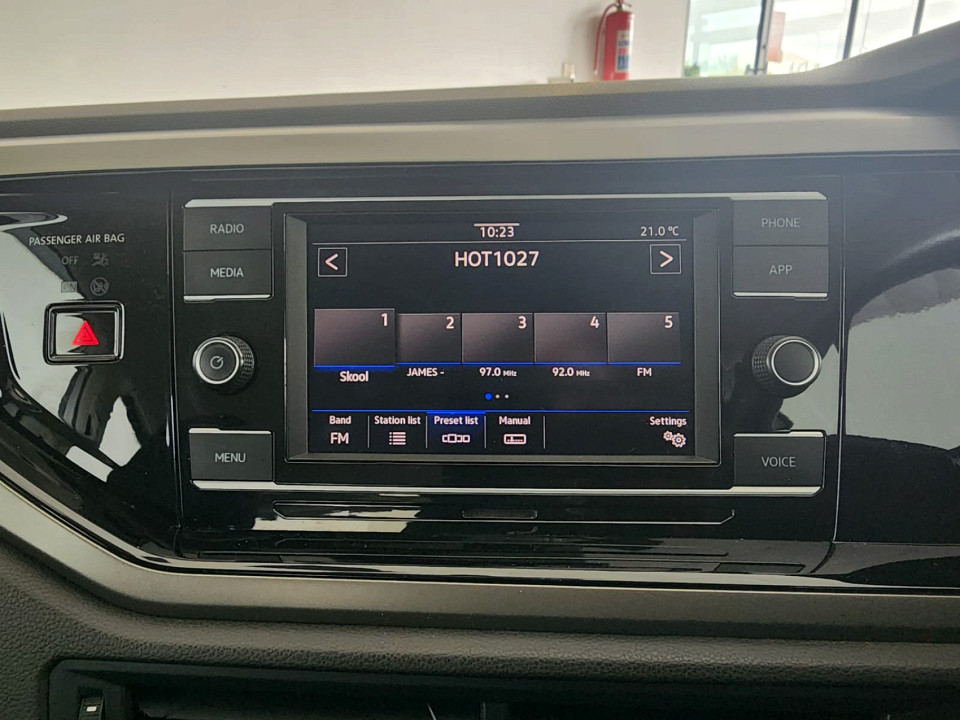 PASSENGER AIR BAG
OFF
RADIO
MEDIA
MENU
10:23
21.0 °C
<
HOT1027
>
1
2
3
4
5
Skool
JAMES -
97.0 MHz
92.0 MHz
FM
Band
FM
Station list
Preset list
Manual
Settings
PHONE
APP
VOICE